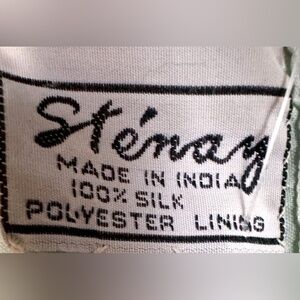 Sténay
MADE IN INDIA
100% SILK
POLYESTER LINING